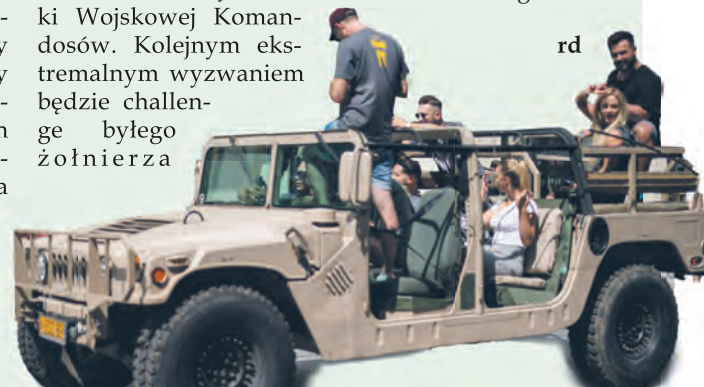 ki Wojskowej Koman-
dosów. Kolejnym eks-
tremalnym wyzwaniem
będzie challen-
ge byłego
żołnierza
rd